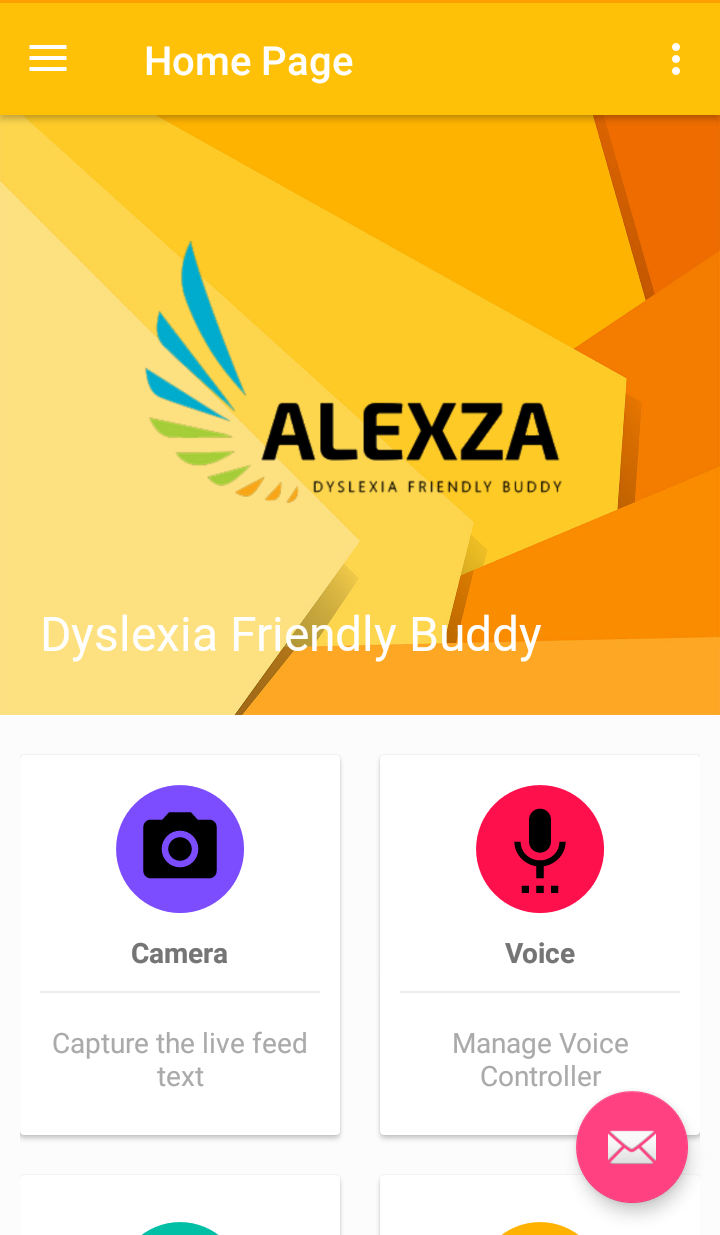 Home Page
ALEXZA
DYSLEXIA FRIENDLY BUDDY
Dyslexia Friendly Buddy
Camera
Capture the live feed
text
Voice
Manage Voice
Controller